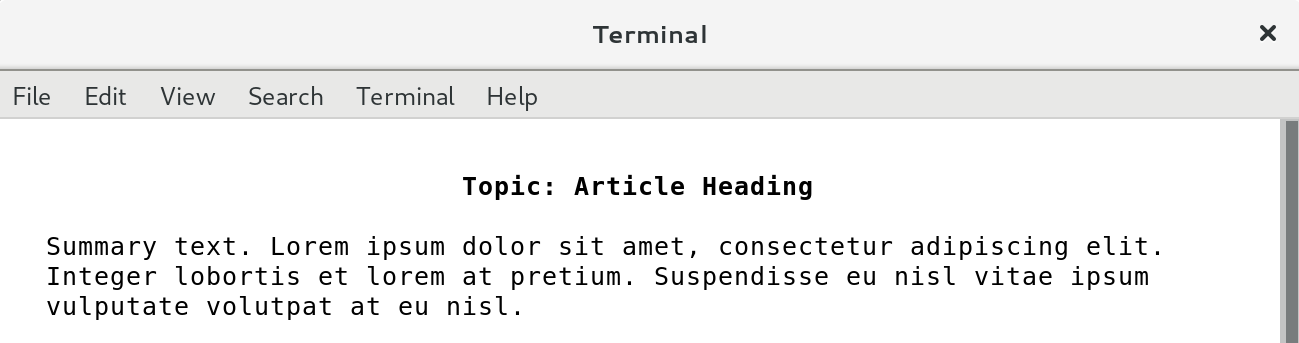 Terminal
File Edit View Search Terminal Help
Topic: Article Heading
Summary text. Lorem ipsum dolor sit amet, consectetur adipiscing elit.
Integer lobortis et lorem at pretium. Suspendisse eu nisl vitae ipsum
vulputate volutpat at eu nisl.